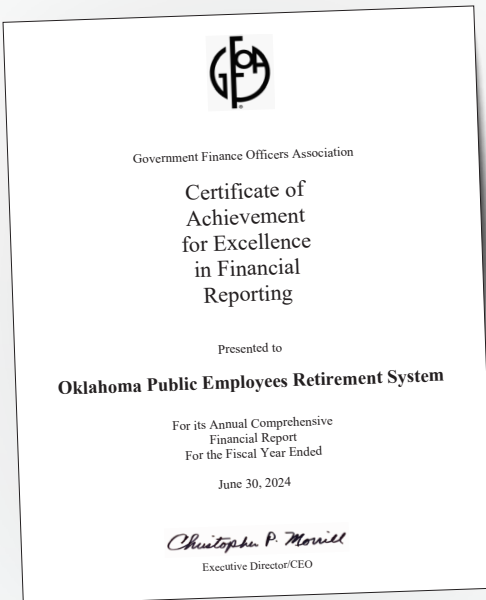 GFOA
Government Finance Officers Association
Certificate of
Achievement
for Excellence
in Financial
Reporting
Presented to
Oklahoma Public Employees Retirement System
For its Annual Comprehensive
Financial Report
For the Fiscal Year Ended
June 30, 2024
Christopher P. Morrill
Executive Director/CEO